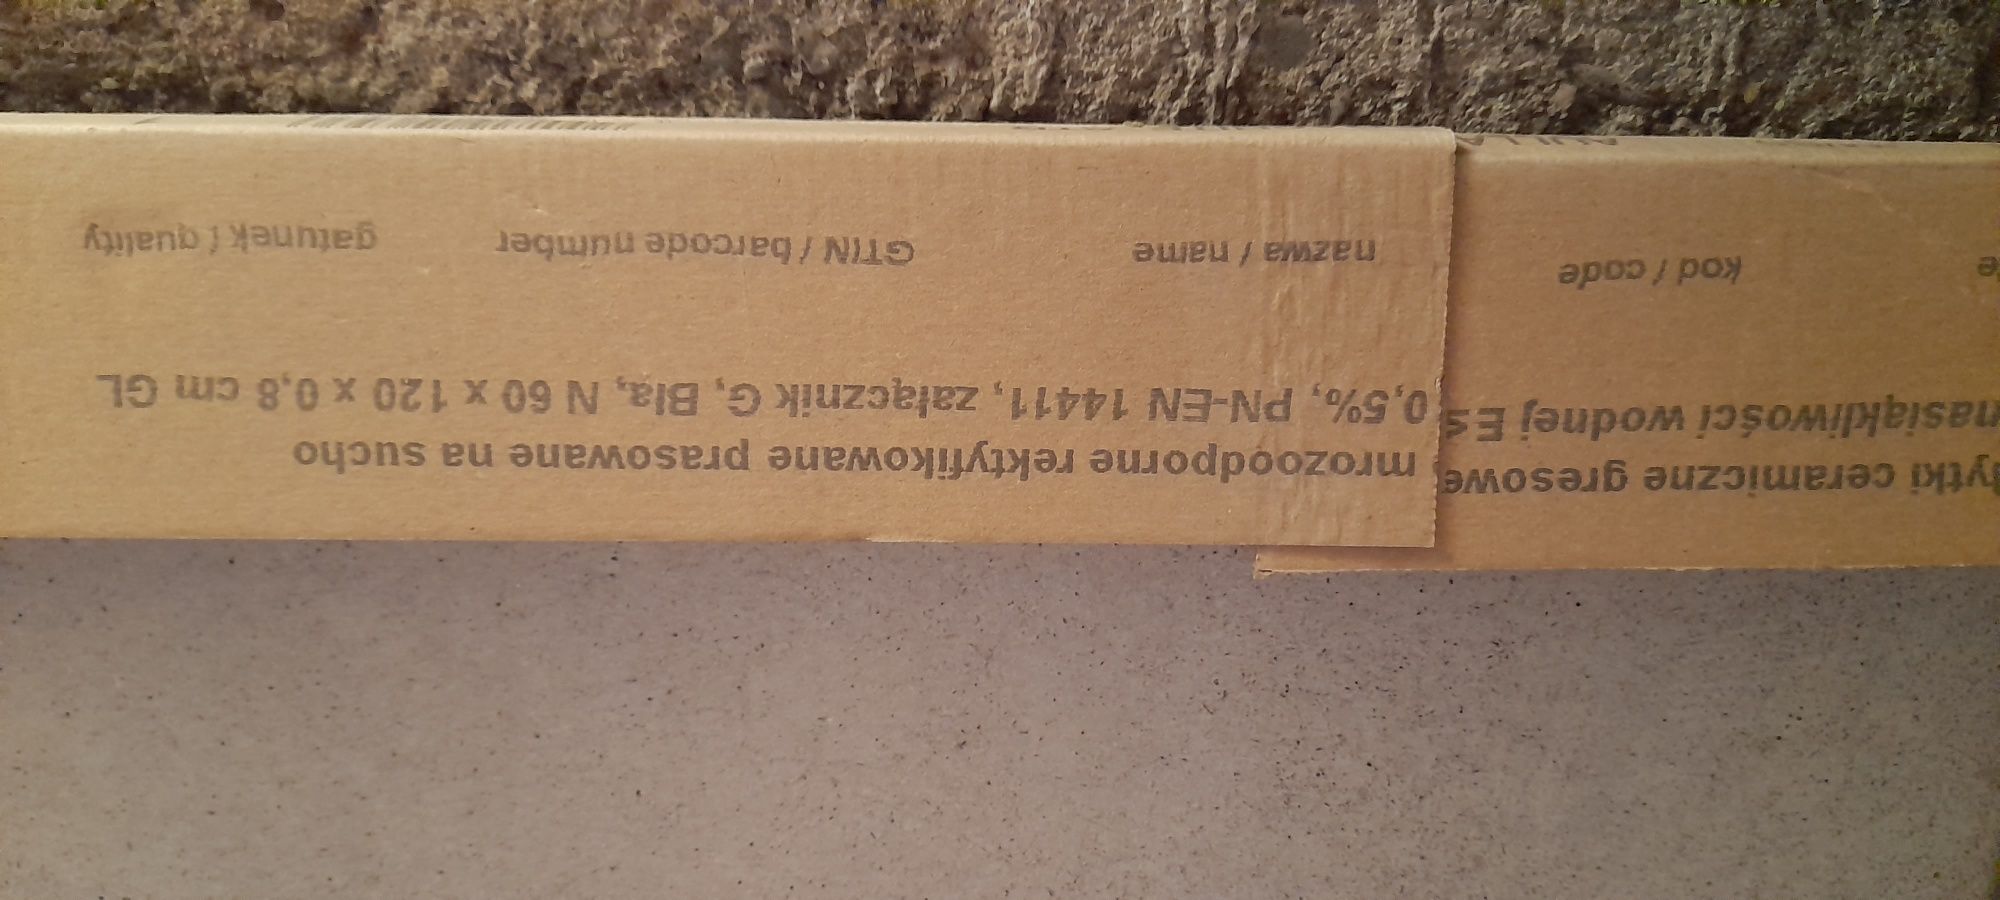 ytki ceramiczne gresowe, mrozoodporne rektyfikowane prasowane na sucho
nasiąkliwości wodnej E ≤ 0,5%, PN-EN 14411, załącznik G, BIa, N 60 x 120 x 0,8 cm GL
e kod / code nazwa / name GTIN / barcode number gatunek / quality